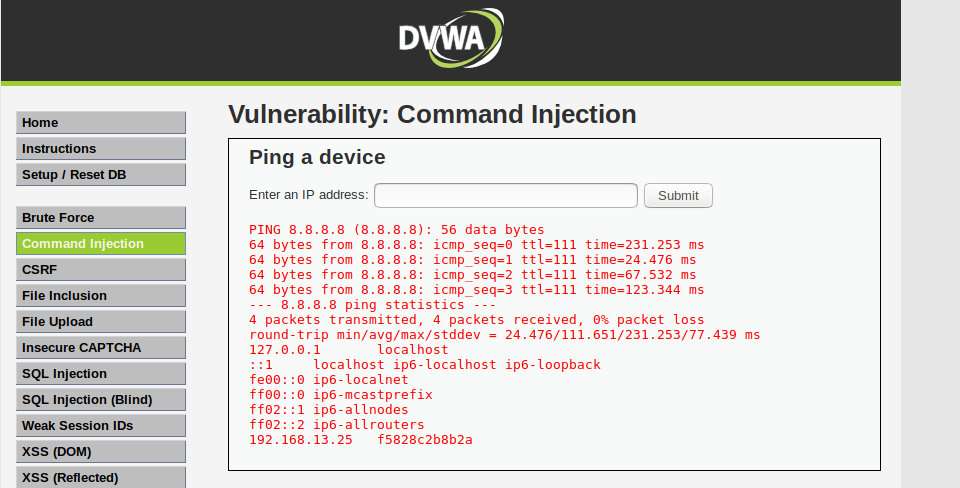 DVWA
Vulnerability: Command Injection
Home
Instructions
Setup / Reset DB
Brute Force
Command Injection
CSRF
File Inclusion
File Upload
Insecure CAPTCHA
SQL Injection
SQL Injection (Blind)
Weak Session IDs
XSS (DOM)
XSS (Reflected)
Ping a device
Enter an IP address: Submit
PING 8.8.8.8 (8.8.8.8): 56 data bytes
64 bytes from 8.8.8.8: icmp_seq=0 ttl=111 time=231.253 ms
64 bytes from 8.8.8.8: icmp_seq=1 ttl=111 time=24.476 ms
64 bytes from 8.8.8.8: icmp_seq=2 ttl=111 time=67.532 ms
64 bytes from 8.8.8.8: icmp_seq=3 ttl=111 time=123.344 ms
--- 8.8.8.8 ping statistics ---
4 packets transmitted, 4 packets received, 0% packet loss
round-trip min/avg/max/stddev = 24.476/111.651/231.253/77.439 ms
127.0.0.1       localhost
::1     localhost ip6-localhost ip6-loopback
fe00::0 ip6-localnet
ff00::0 ip6-mcastprefix
ff02::1 ip6-allnodes
ff02::2 ip6-allrouters
192.168.13.25   f5828c2b8b2a